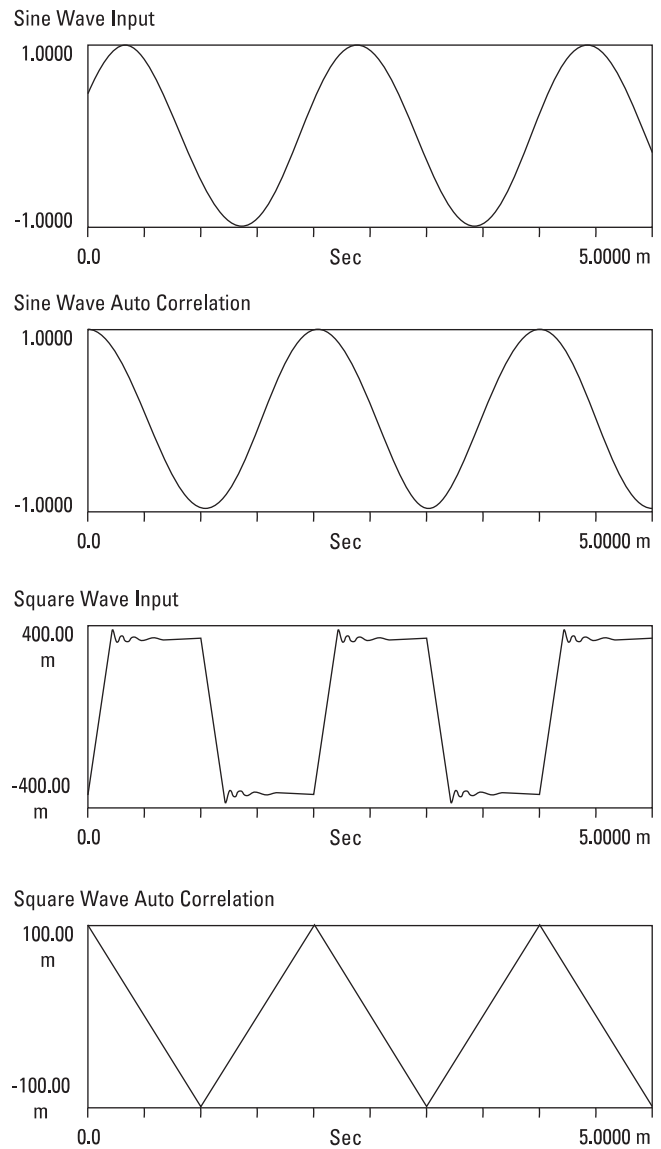 Sine Wave Input
1.0000
-1.0000
0.0 Sec 5.0000 m
Sine Wave Auto Correlation
1.0000
-1.0000
0.0 Sec 5.0000 m
Square Wave Input
400.00
m
-400.00
m
0.0 Sec 5.0000 m
Square Wave Auto Correlation
100.00
m
-100.00
m
0.0 Sec 5.0000 m